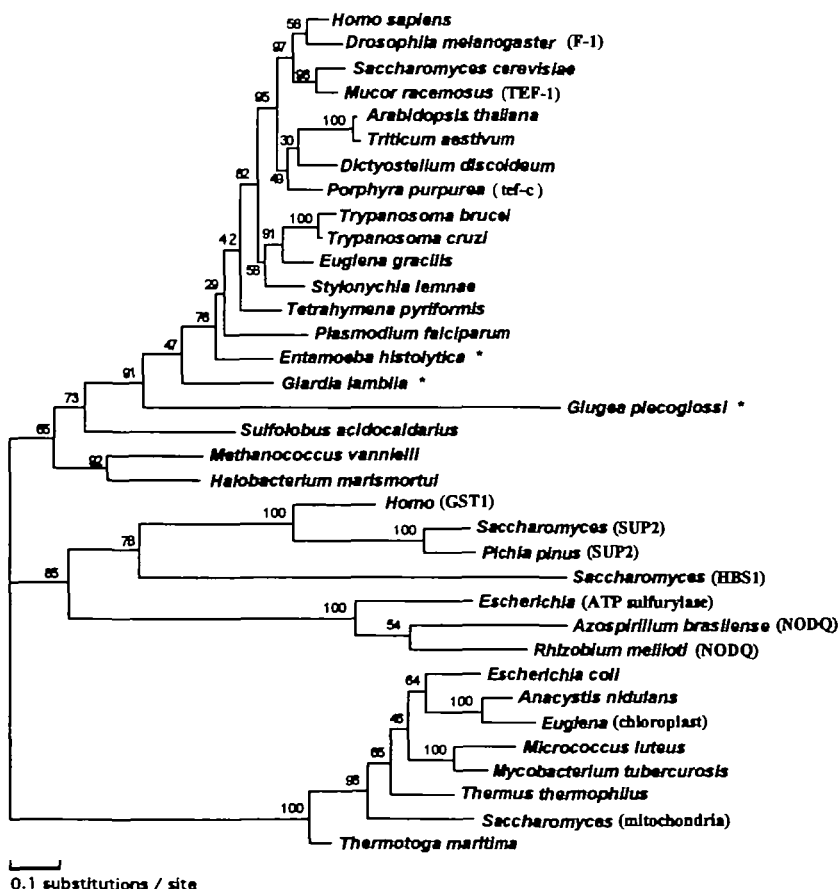 58 Homo sapiens
Drosophila melanogaster (F-1)
97
98 Saccharomyces cerevisiae
Mucor racemosus (TEF-1)
95
100 Arabidopsis thaliana
Triticum aestivum
30
Dictyostelium discoideum
49
Porphyra purpurea (tef-c)
82
100 Trypanosoma brucei
Trypanosoma cruzi
91
Euglena gracilis
58
Stylonychia lemnae
42
Tetrahymena pyriformis
29
Plasmodium falciparum
76
Entamoeba histolytica *
47
Giardia lamblia *
91
Glugea plecoglossi *
73
Sulfolobus acidocaldarius
65
Methanococcus vannielii
92
Halobacterium marismortui
Homo (GST1)
100
100 Saccharomyces (SUP2)
Pichia pinus (SUP2)
78
Saccharomyces (HBS1)
85
Escherichia (ATP sulfurylase)
100
54 Azospirillum brasilense (NODQ)
Rhizobium meliloti (NODQ)
64 Escherichia coli
100 Anacystis nidulans
Euglena (chloroplast)
46
100 Micrococcus luteus
Mycobacterium tubercurosis
65
Thermus thermophilus
98
Saccharomyces (mitochondria)
100
Thermotoga maritima
0.1 substitutions / site